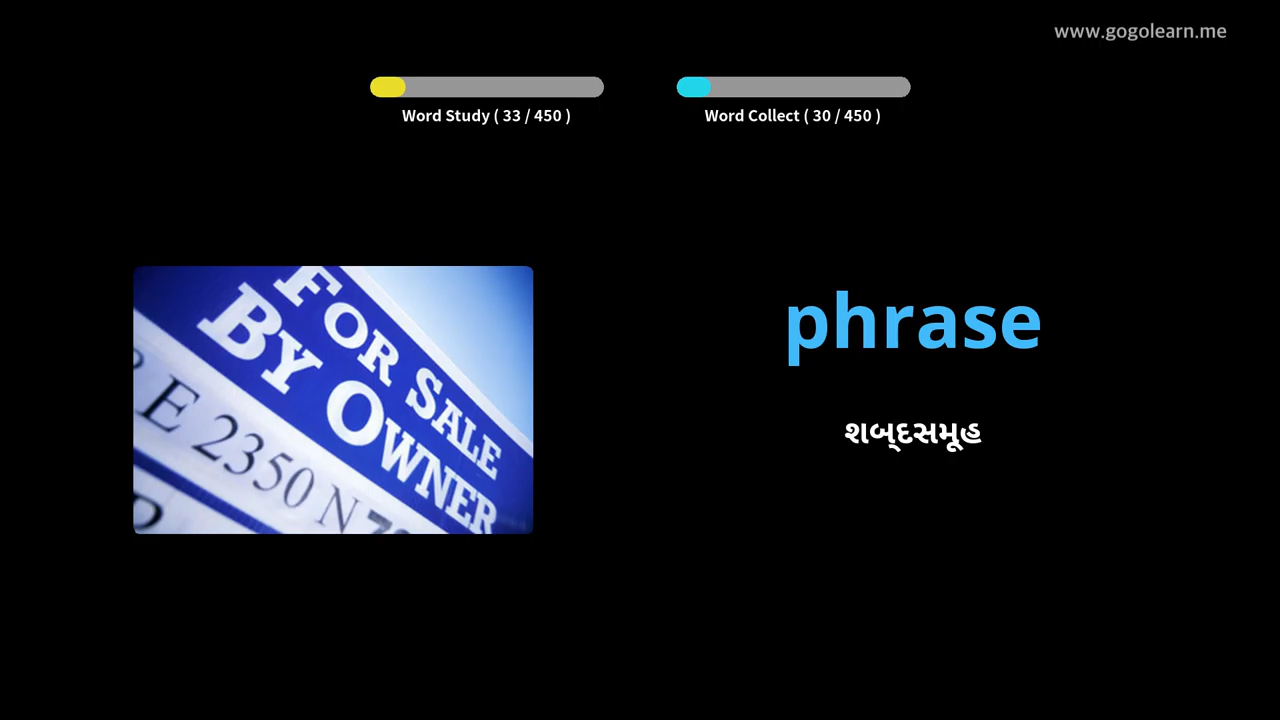 www.gogolearn.me
Word Study ( 33 / 450 )
Word Collect ( 30 / 450 )
FOR SALE
BY OWNER
E 2350 N
phrase
શબ્દસમૂહ